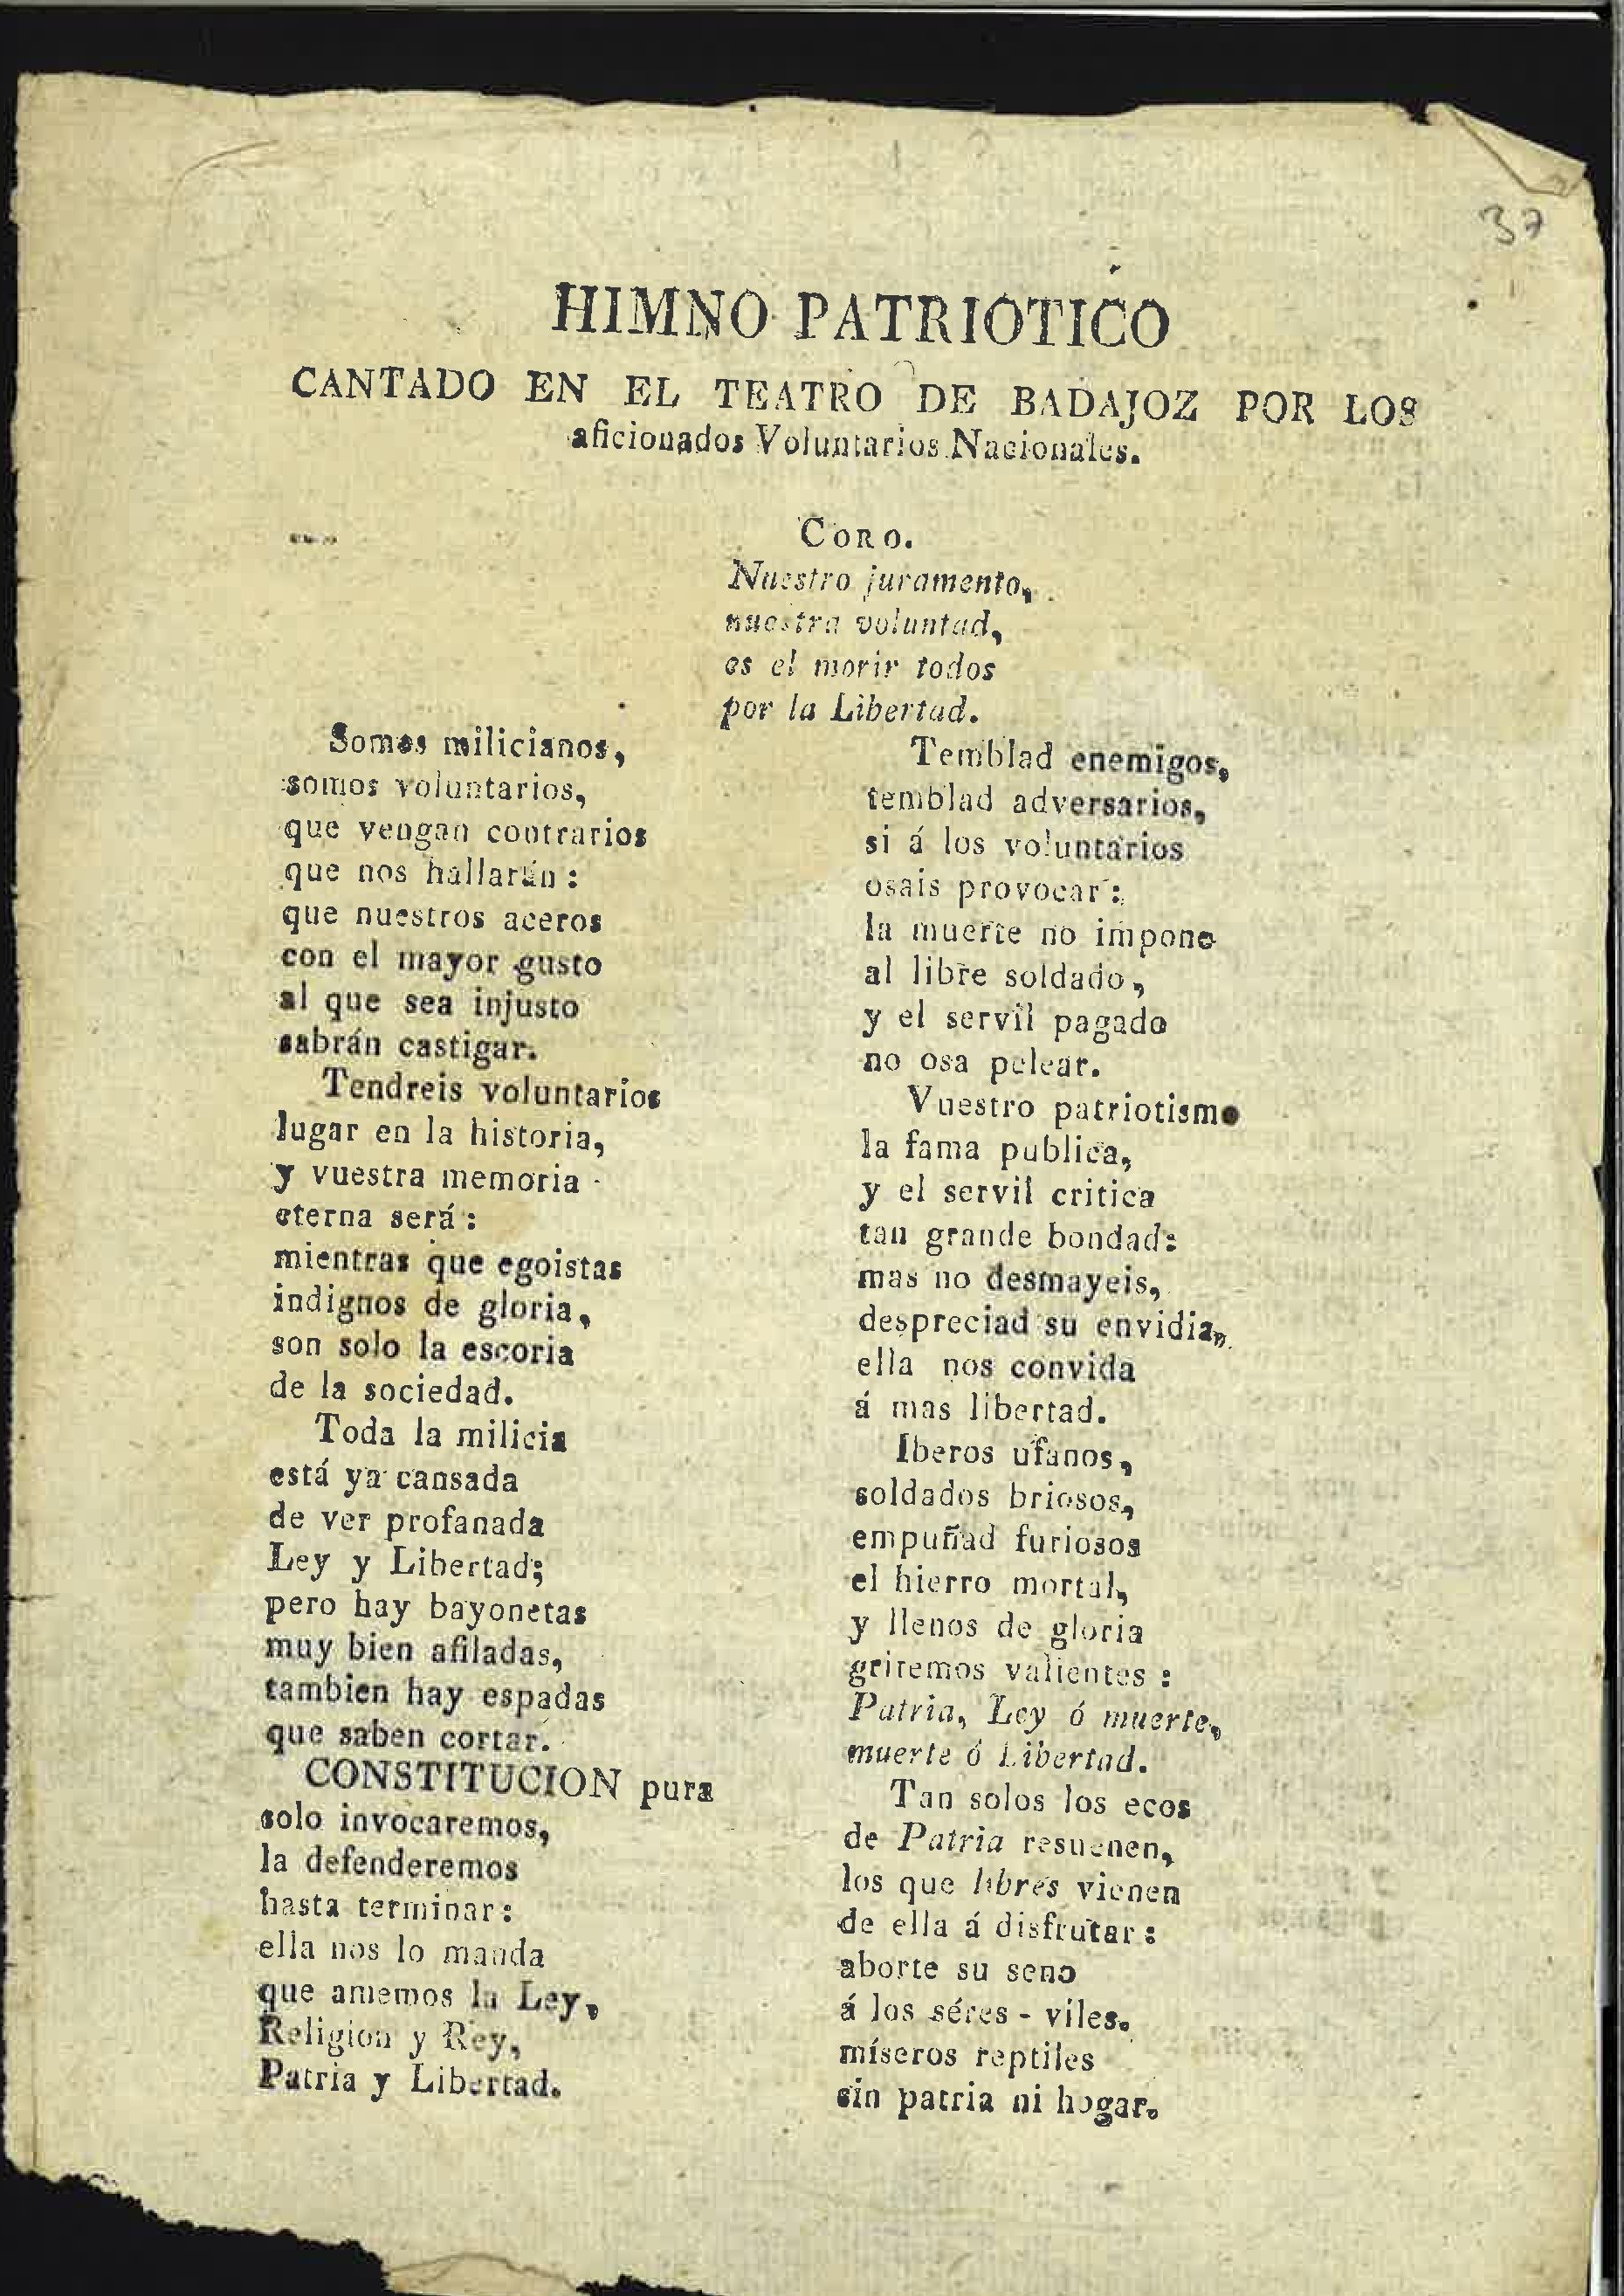 37
HIMNO PATRIOTICO
CANTADO EN EL TEATRO DE BADAJOZ POR LOS
aficionados Voluntarios Nacionales.
CORO.
Nuestro juramento,
nuestra voluntad,
es el morir todos
por la Libertad.
Somos milicianos,
somos voluntarios,
que vengan contrarios
que nos hallarán:
que nuestros aceros
con el mayor gusto
al que sea injusto
sabrán castigar.
Tendreis voluntarios
lugar en la historia,
y vuestra memoria
eterna será:
mientras que egoistas
indignos de gloria,
son solo la escoria
de la sociedad.
Toda la milicia
está ya cansada
de ver profanada
Ley y Libertad;
pero hay bayonetas
muy bien afiladas,
tambien hay espadas
que saben cortar.
CONSTITUCION pura
solo invocaremos,
la defenderemos
hasta terminar:
ella nos lo manda
que amemos la Ley,
Religion y Rey,
Patria y Libertad.
Temblad enemigos,
temblad adversarios,
si á los voluntarios
osais provocar:
la muerte no impone
al libre soldado,
y el servil pagado
no osa pelear.
Vuestro patriotismo
la fama publica,
y el servil critica
tan grande bondad:
mas no desmayeis,
despreciad su envidia,
ella nos convida
á mas libertad.
Iberos ufanos,
soldados briosos,
empuñad furiosos
el hierro mortal,
y llenos de gloria
griremos valientes:
Patria, Ley ó muerte,
muerte ó Libertad.
Tan solos los ecos
de Patria resuenen,
los que libres vienen
de ella á disfrutar:
aborte su seno
á los séres - viles.
míseros reptiles
sin patria ni hogar.